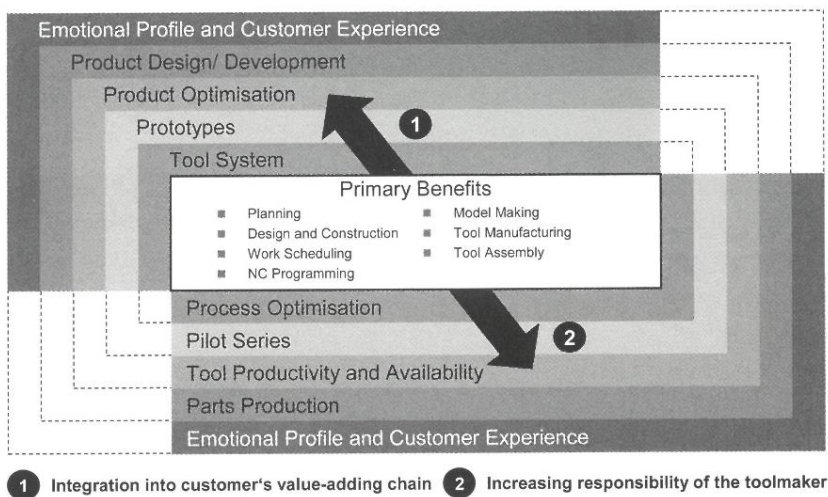 Emotional Profile and Customer Experience
Product Design/ Development
Product Optimisation
Prototypes
1
Tool System
Primary Benefits
Planning
Design and Construction
Work Scheduling
NC Programming
Model Making
Tool Manufacturing
Tool Assembly
Process Optimisation
Pilot Series
2
Tool Productivity and Availability
Parts Production
Emotional Profile and Customer Experience
1 Integration into customer's value-adding chain
2 Increasing responsibility of the toolmaker